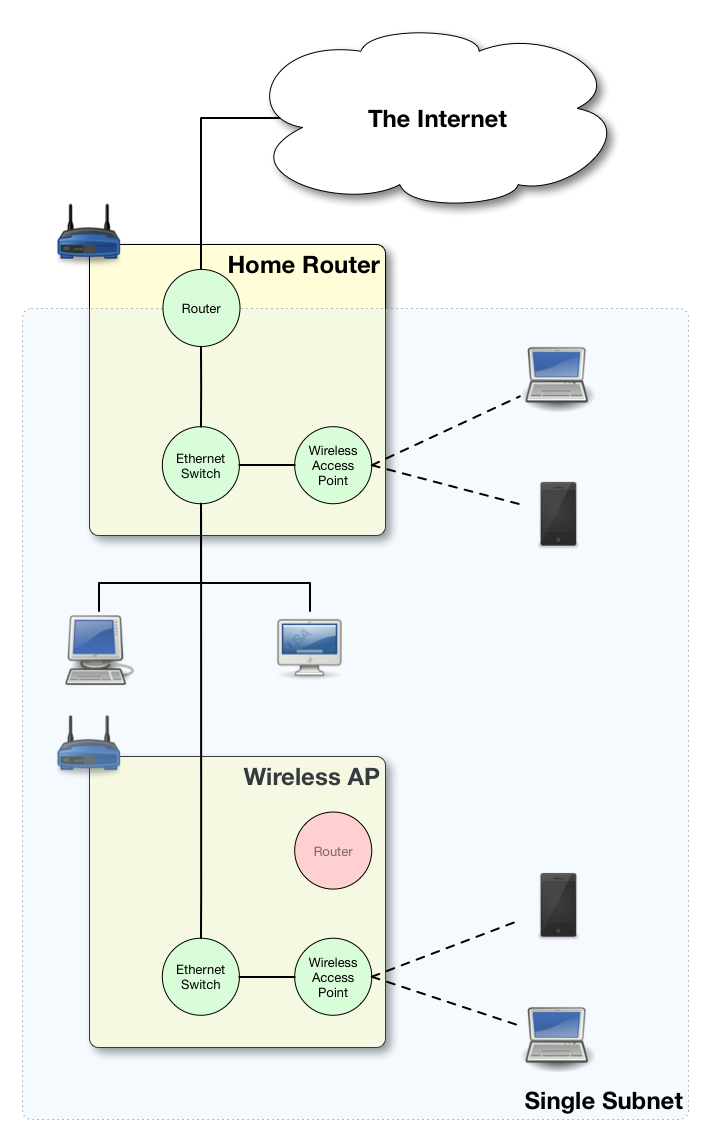 The Internet
Home Router
Router
Ethernet
Switch
Wireless
Access
Point
Wireless AP
Router
Ethernet
Switch
Wireless
Access
Point
Single Subnet